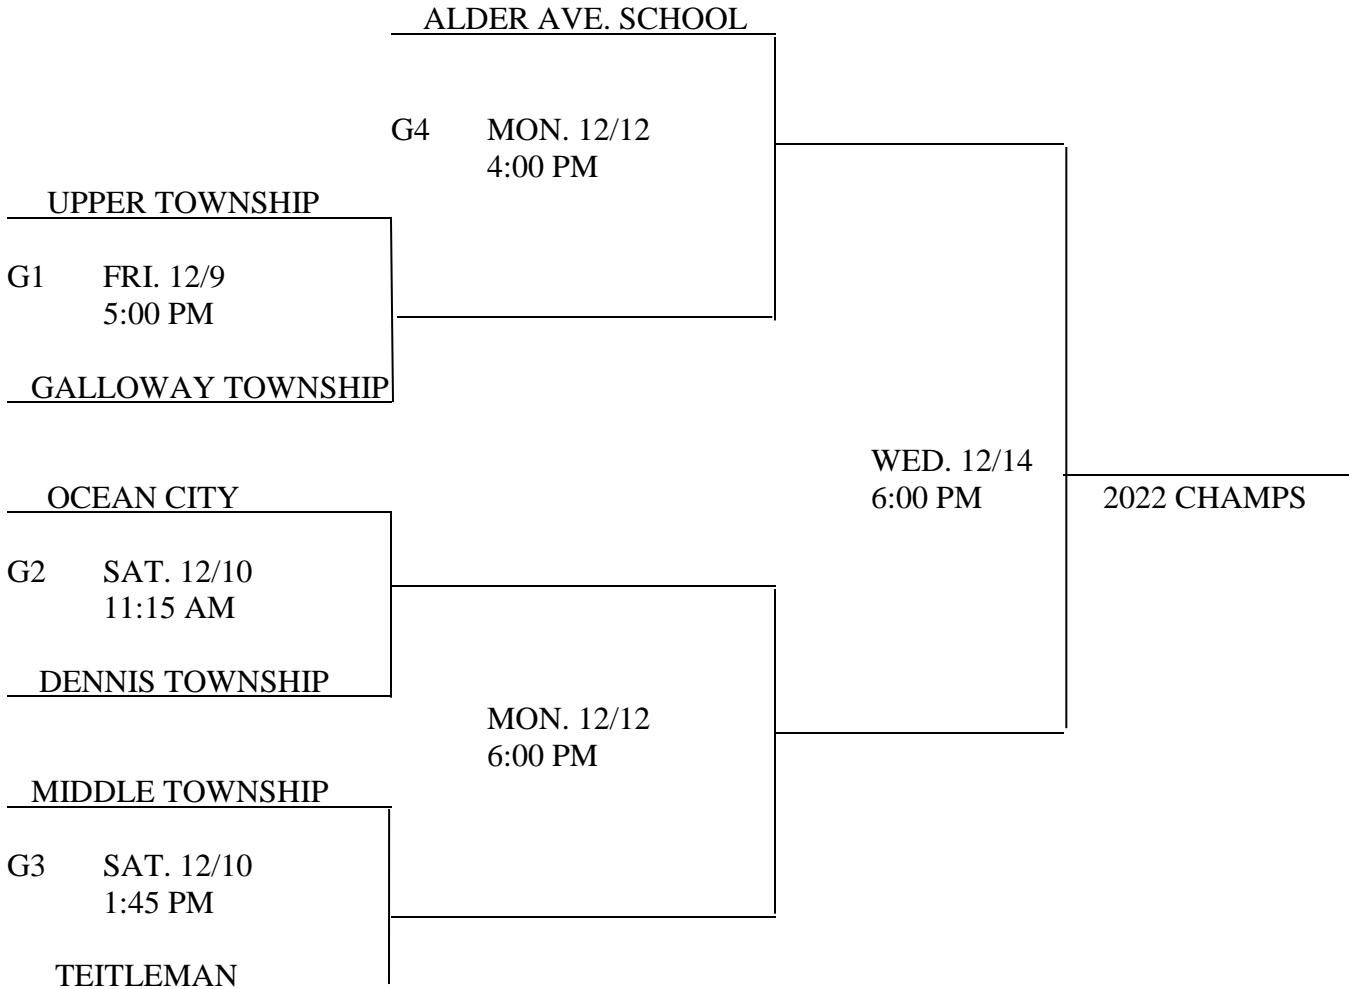 ALDER AVE. SCHOOL
G4 MON. 12/12
4:00 PM
UPPER TOWNSHIP
G1 FRI. 12/9
5:00 PM
GALLOWAY TOWNSHIP
WED. 12/14
6:00 PM
2022 CHAMPS
OCEAN CITY
G2 SAT. 12/10
11:15 AM
DENNIS TOWNSHIP
MON. 12/12
6:00 PM
MIDDLE TOWNSHIP
G3 SAT. 12/10
1:45 PM
TEITLEMAN